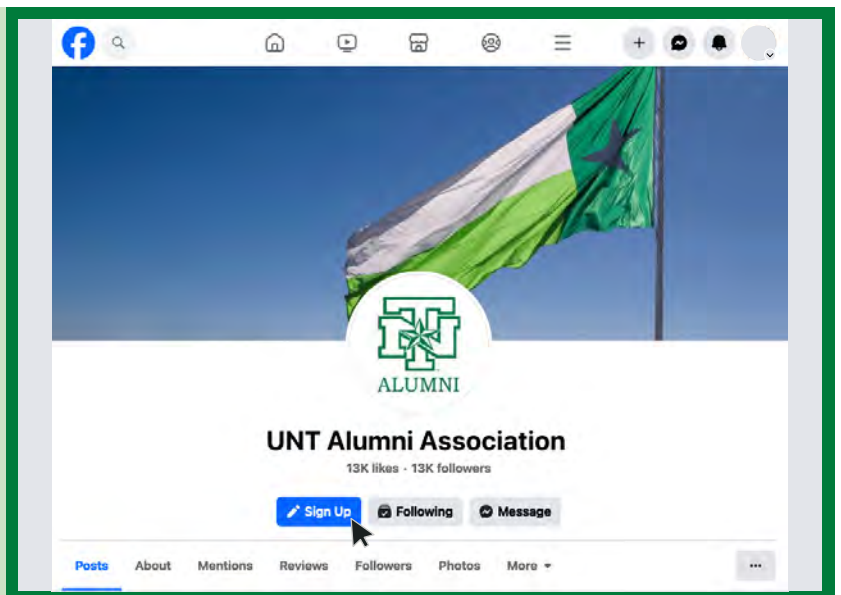 UNT
ALUMNI
UNT Alumni Association
13K likes · 13K followers
Sign Up Following Message
Posts About Mentions Reviews Followers Photos More